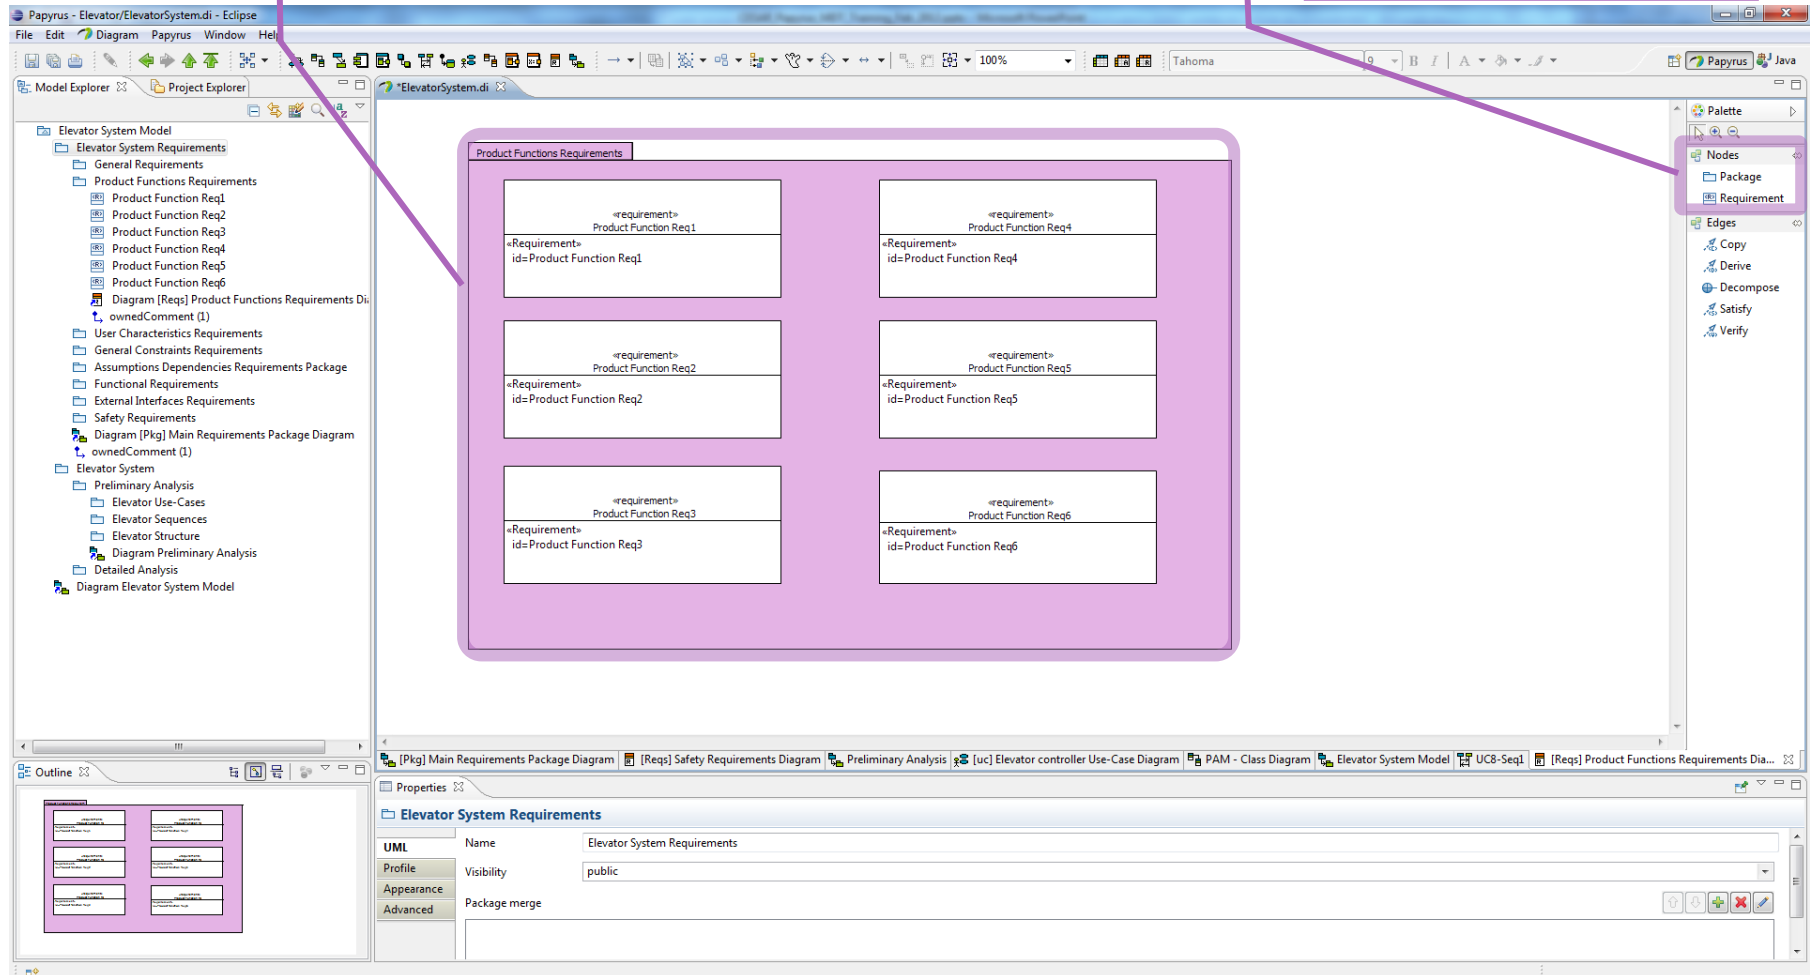 Papyrus - Elevator/ElevatorSystem.di - Eclipse
File Edit Diagram Papyrus Window Help
100% Tahoma 9 B I A Papyrus Java
Model Explorer Project Explorer
Elevator System Model
Elevator System Requirements
General Requirements
Product Functions Requirements
Product Function Req1
Product Function Req2
Product Function Req3
Product Function Req4
Product Function Req5
Product Function Req6
Diagram [Reqs] Product Functions Requirements Di
ownedComment (1)
User Characteristics Requirements
General Constraints Requirements
Assumptions Dependencies Requirements Package
Functional Requirements
External Interfaces Requirements
Safety Requirements
Diagram [Pkg] Main Requirements Package Diagram
ownedComment (1)
Elevator System
Preliminary Analysis
Elevator Use-Cases
Elevator Sequences
Elevator Structure
Diagram Preliminary Analysis
Detailed Analysis
Diagram Elevator System Model
*ElevatorSystem.di
Product Functions Requirements
«requirement»
Product Function Req1
«Requirement»
id=Product Function Req1
«requirement»
Product Function Req4
«Requirement»
id=Product Function Req4
«requirement»
Product Function Req2
«Requirement»
id=Product Function Req2
«requirement»
Product Function Req5
«Requirement»
id=Product Function Req5
«requirement»
Product Function Req3
«Requirement»
id=Product Function Req3
«requirement»
Product Function Req6
«Requirement»
id=Product Function Req6
Palette
Nodes
Package
Requirement
Edges
Copy
Derive
Decompose
Satisfy
Verify
[Pkg] Main Requirements Package Diagram [Reqs] Safety Requirements Diagram Preliminary Analysis [uc] Elevator controller Use-Case Diagram PAM - Class Diagram Elevator System Model UC8-Seq1 [Reqs] Product Functions Requirements Dia...
Outline
Properties
Elevator System Requirements
UML
Profile
Appearance
Advanced
Name Elevator System Requirements
Visibility public
Package merge